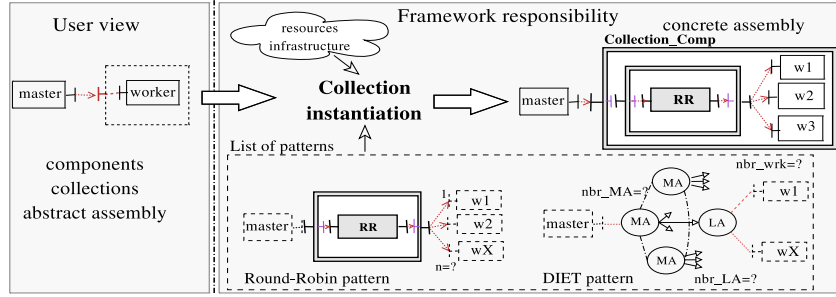 User view
master
worker
components
collections
abstract assembly
Framework responsibility
resources
infrastructure
Collection
instantiation
concrete assembly
Collection_Comp
master
RR
w1
w2
w3
List of patterns
master
RR
1
w1
w2
wX
n=?
Round-Robin pattern
nbr_wrk=?
nbr_MA=?
MA
master
MA
LA
MA
w1
wX
nbr_LA=?
DIET pattern